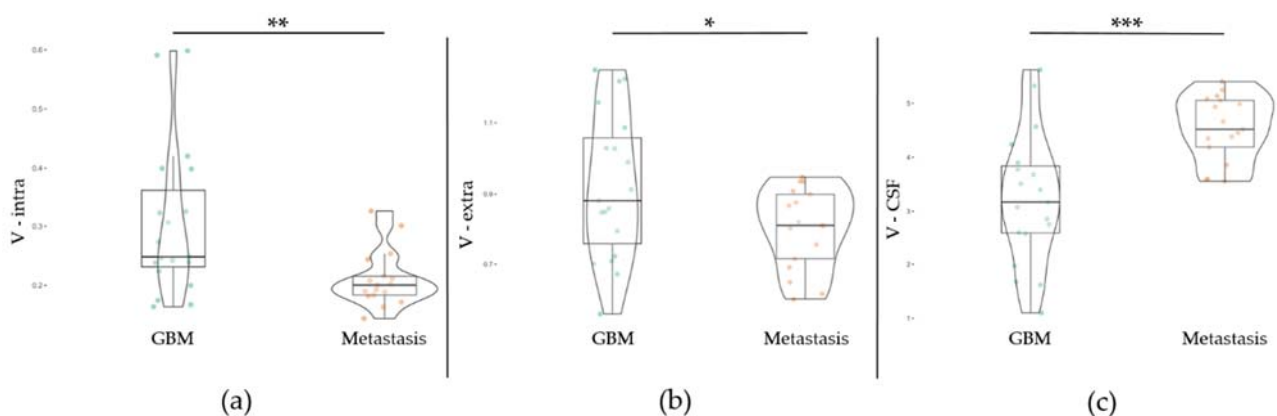 **
*
***
0.6
0.5
0.4
0.3
0.2
V - intra
GBM
Metastasis
(a)
1.1
0.9
0.7
V - extra
GBM
Metastasis
(b)
5
4
3
2
1
V - CSF
GBM
Metastasis
(c)